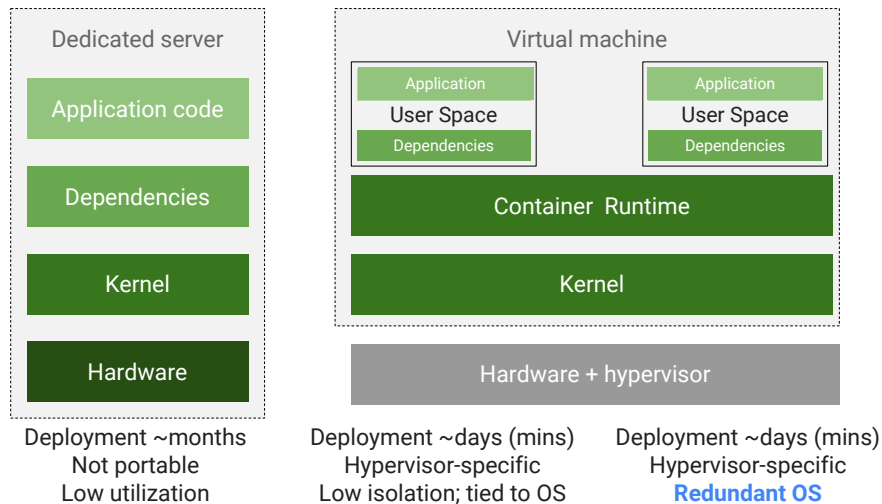 Dedicated server
Application code
Dependencies
Kernel
Hardware
Deployment ~months
Not portable
Low utilization
Virtual machine
Application
User Space
Dependencies
Application
User Space
Dependencies
Container Runtime
Kernel
Hardware + hypervisor
Deployment ~days (mins)
Hypervisor-specific
Low isolation; tied to OS
Deployment ~days (mins)
Hypervisor-specific
Redundant OS